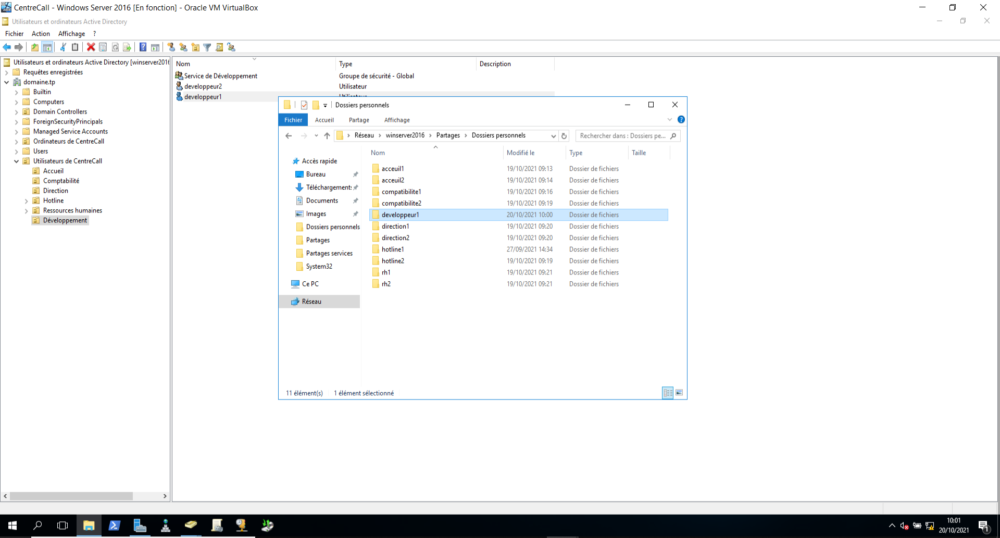 CentreCall - Windows Server 2016 [En fonction] - Oracle VM VirtualBox
Utilisateurs et ordinateurs Active Directory
Fichier Action Affichage ?
Utilisateurs et ordinateurs Active Directory [winserver2016
Requêtes enregistrées
domaine.tp
Builtin
Computers
Domain Controllers
ForeignSecurityPrincipals
Managed Service Accounts
Ordinateurs de CentreCall
Users
Utilisateurs de CentreCall
Accueil
Comptabilité
Direction
Hotline
Ressources humaines
Développement
Nom Type Description
Service de Développement Groupe de sécurité - Global
developpeur2 Utilisateur
developpeur1 Utilisateur
Dossiers personnels
Fichier Accueil Partage Affichage
Réseau winserver2016 Partages Dossiers personnels
Rechercher dans : Dossiers pe...
Accès rapide
Bureau
Téléchargement:
Documents
Images
Dossiers personnels
Partages
Partages services
System32
Ce PC
Réseau
Nom Modifié le Type Taille
acceuil1 19/10/2021 09:13 Dossier de fichiers
acceuil2 19/10/2021 09:14 Dossier de fichiers
compatibilite1 19/10/2021 09:16 Dossier de fichiers
compatibilite2 19/10/2021 09:19 Dossier de fichiers
developpeur1 20/10/2021 10:00 Dossier de fichiers
direction1 19/10/2021 09:20 Dossier de fichiers
direction2 19/10/2021 09:20 Dossier de fichiers
hotline1 27/09/2021 14:34 Dossier de fichiers
hotline2 19/10/2021 09:19 Dossier de fichiers
rh1 19/10/2021 09:21 Dossier de fichiers
rh2 19/10/2021 09:21 Dossier de fichiers
11 élément(s) 1 élément sélectionné
10:01
20/10/2021
1